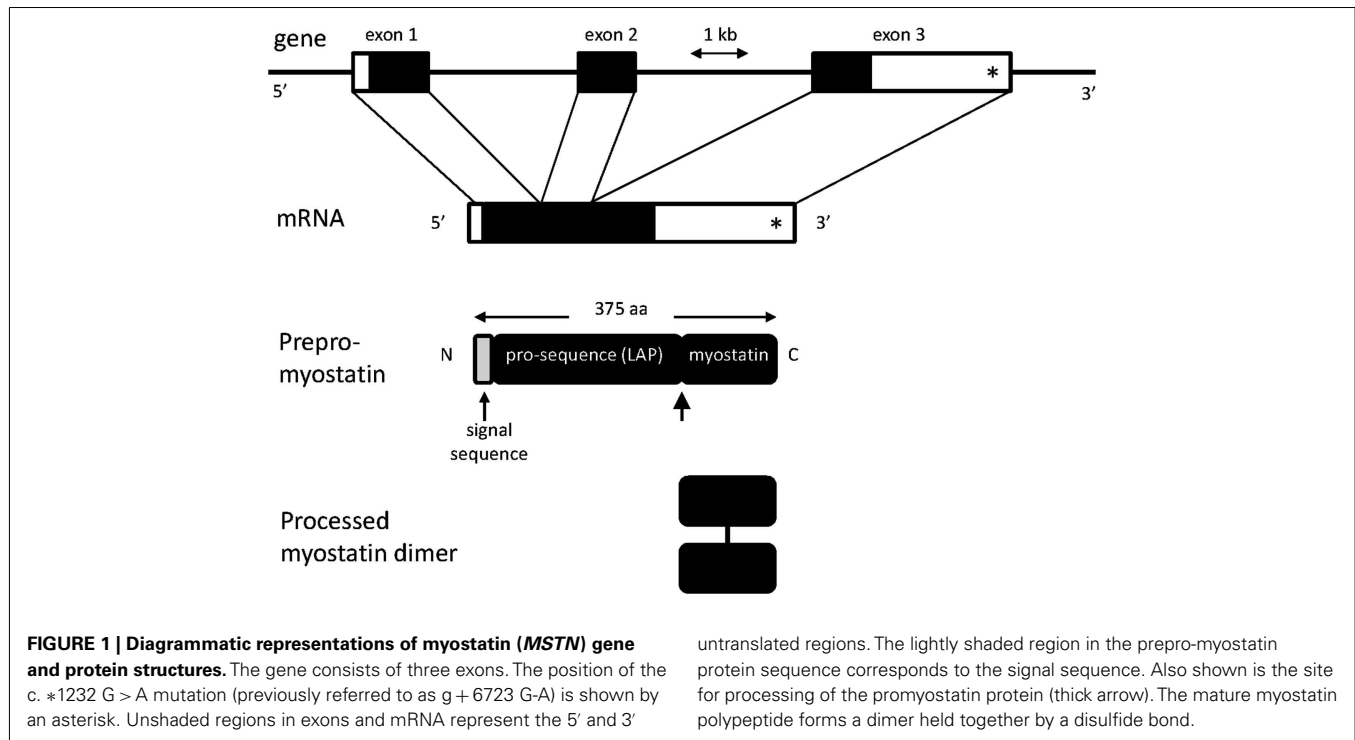 gene
exon 1
exon 2
1 kb
exon 3
*
5′
3′
mRNA
5′
*
3′
375 aa
Prepro-
myostatin
N
pro-sequence (LAP)
myostatin
C
signal
sequence
Processed
myostatin dimer
FIGURE 1 | Diagrammatic representations of myostatin (MSTN) gene
and protein structures. The gene consists of three exons. The position of the
c. *1232 G > A mutation (previously referred to as g + 6723 G-A) is shown by
an asterisk. Unshaded regions in exons and mRNA represent the 5′ and 3′
untranslated regions. The lightly shaded region in the prepro-myostatin
protein sequence corresponds to the signal sequence. Also shown is the site
for processing of the promyostatin protein (thick arrow). The mature myostatin
polypeptide forms a dimer held together by a disulfide bond.